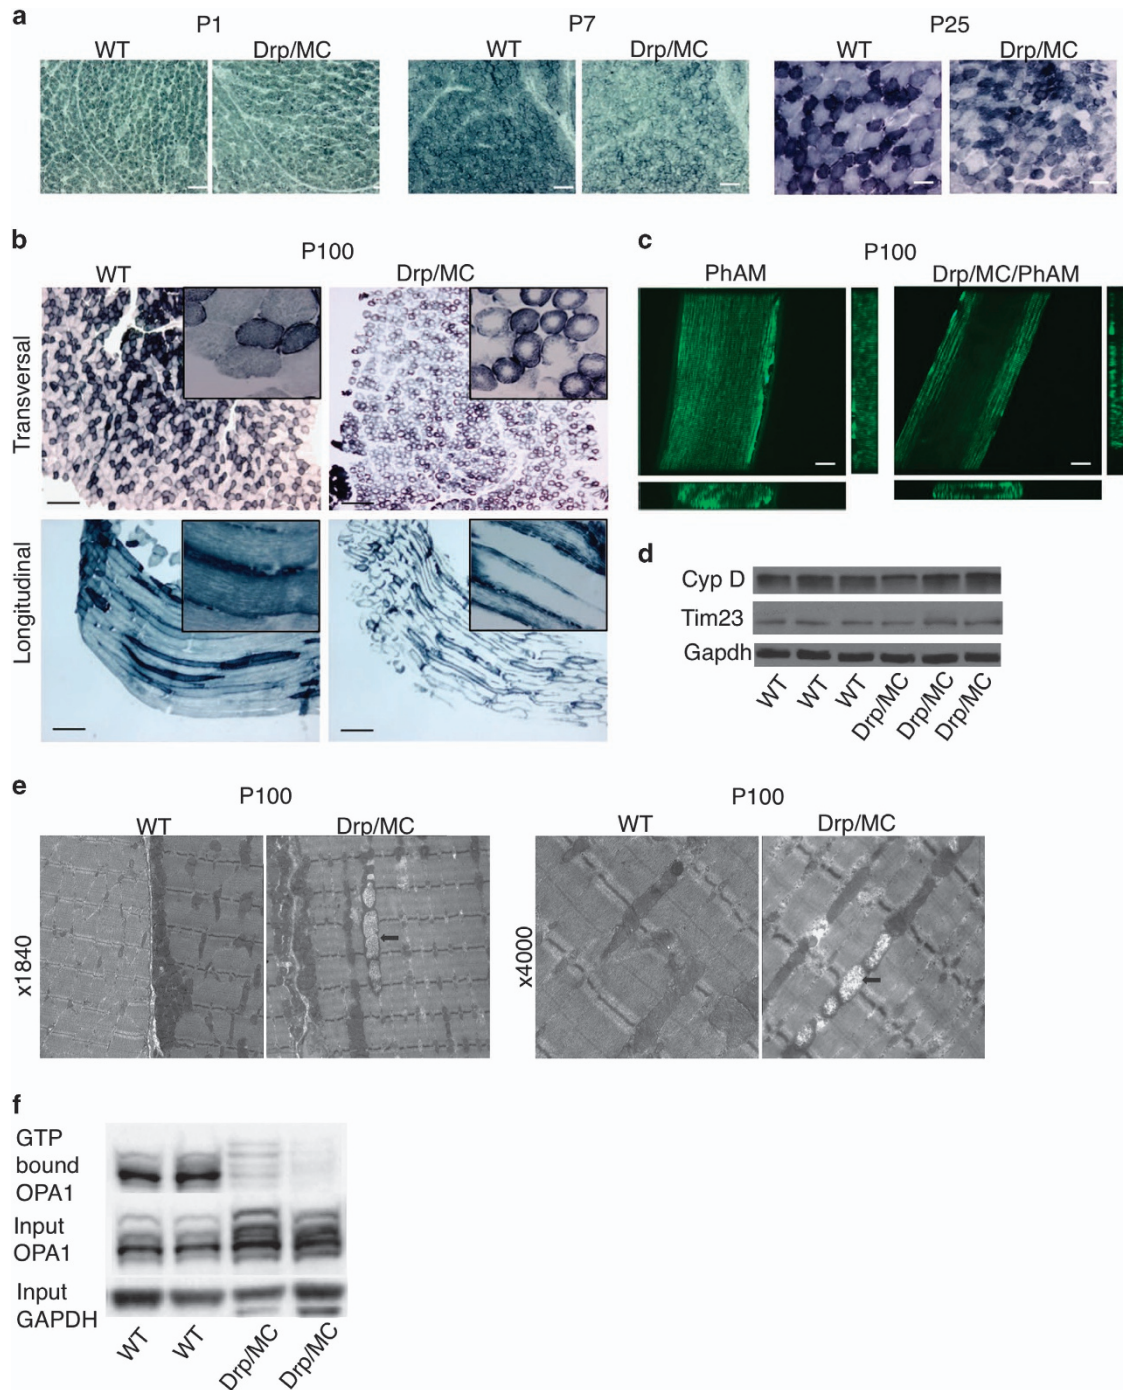 a
P1
P7
P25
WT
Drp/MC
WT
Drp/MC
WT
Drp/MC
b
P100
WT
Drp/MC
Transversal
Longitudinal
c
P100
PhAM
Drp/MC/PhAM
d
Cyp D
Tim23
Gapdh
WT
WT
WT
Drp/MC
Drp/MC
Drp/MC
e
P100
P100
WT
Drp/MC
WT
Drp/MC
x1840
x4000
f
GTP
bound
OPA1
Input
OPA1
Input
GAPDH
WT
WT
Drp/MC
Drp/MC